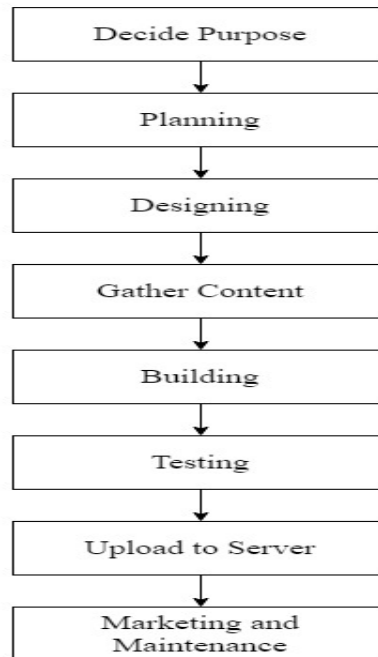 Decide Purpose
Planning
Designing
Gather Content
Building
Testing
Upload to Server
Marketing and
Maintenance